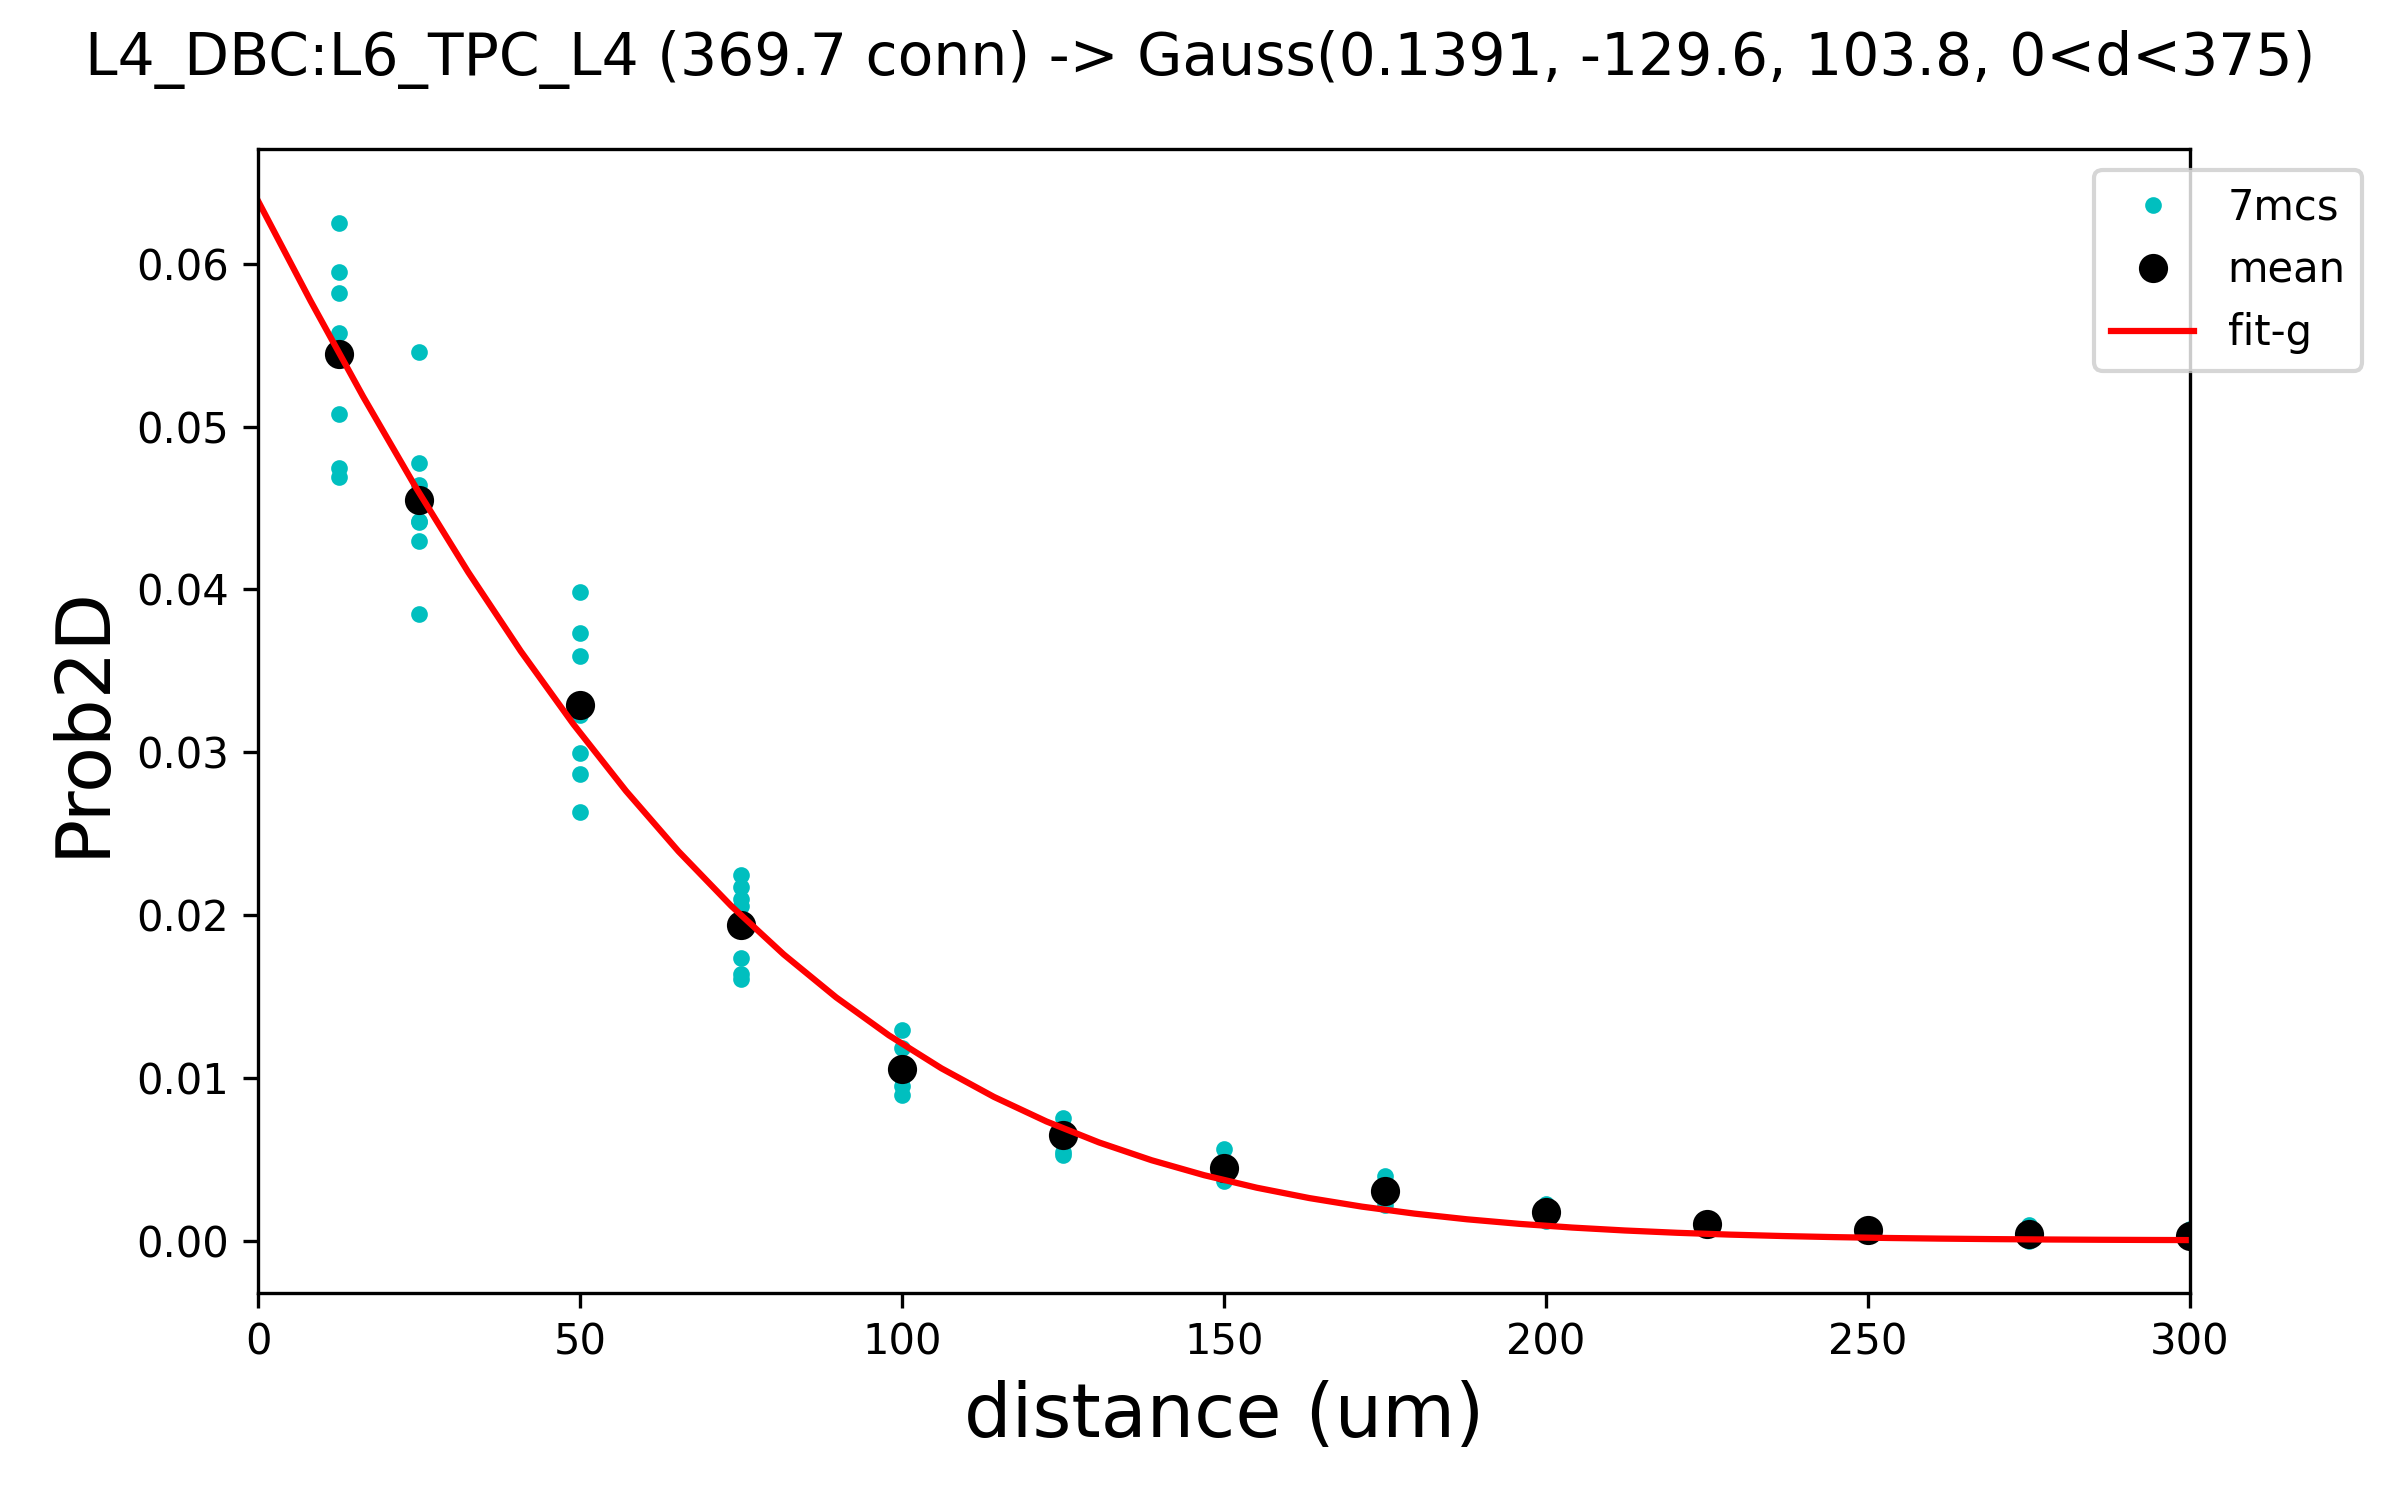 L4_DBC:L6_TPC_L4 (369.7 conn) -> Gauss(0.1391, -129.6, 103.8, 0<d<375)
7mcs
mean
fit-g
Prob2D
0.06
0.05
0.04
0.03
0.02
0.01
0.00
0 50 100 150 200 250 300
distance (um)